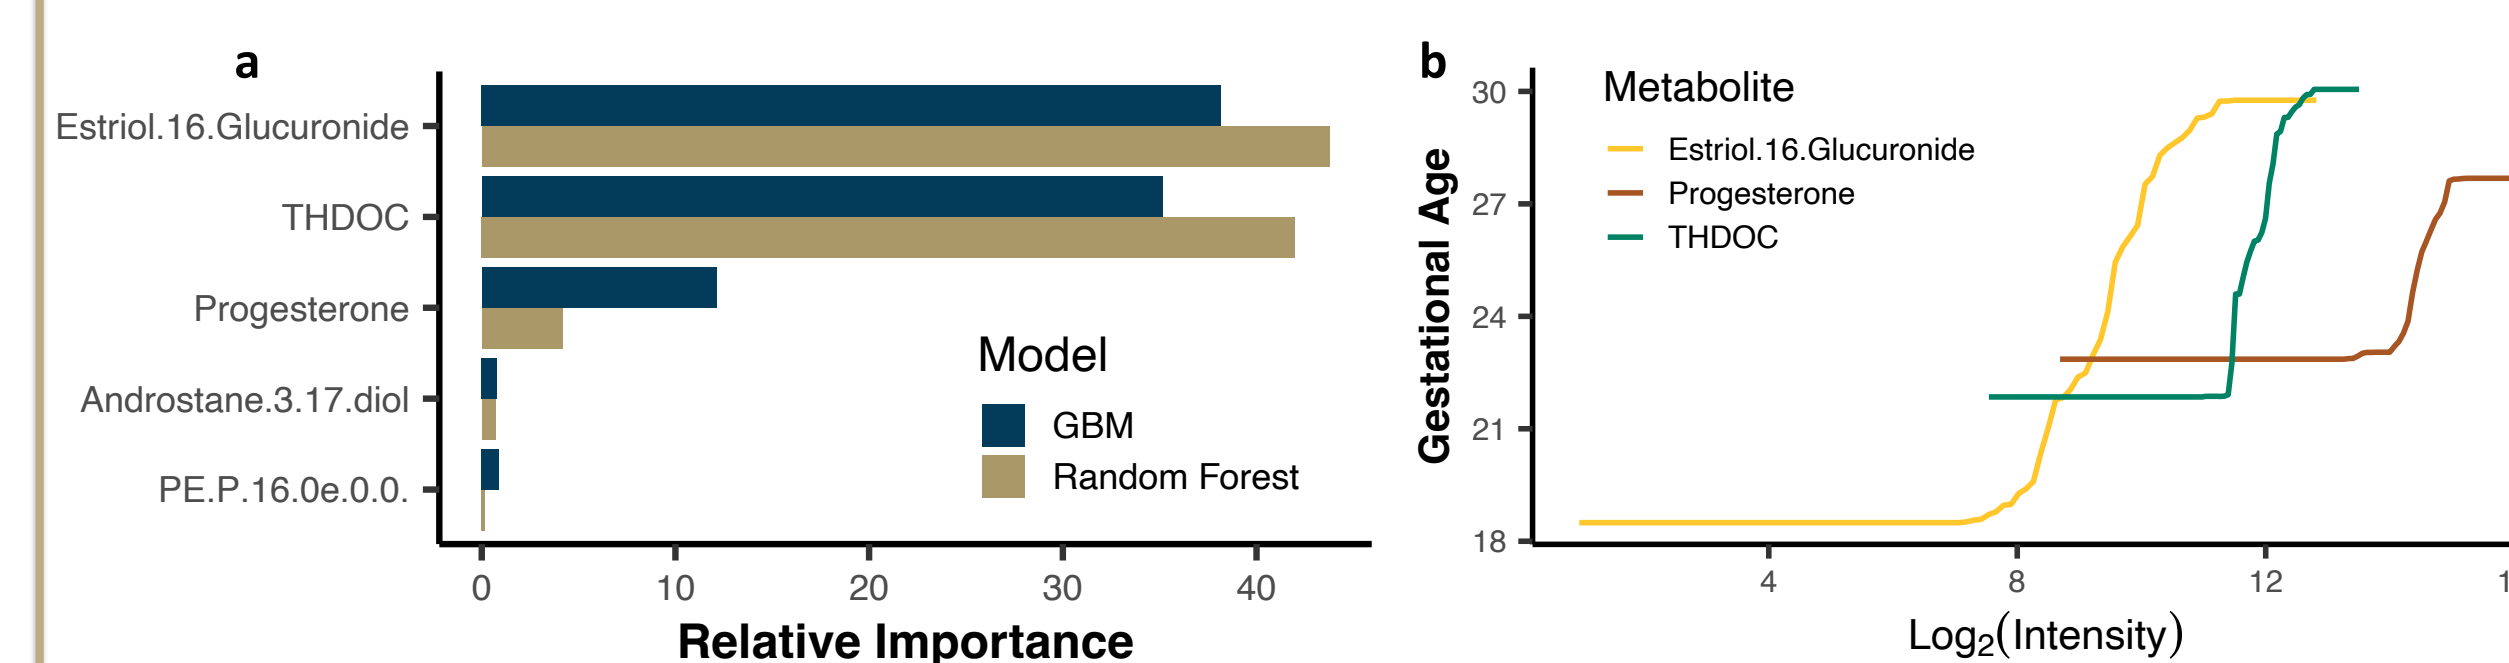 a
Estriol.16.Glucuronide
THDOC
Progesterone
Androstane.3.17.diol
PE.P.16.0e.0.0.
Model
GBM
Random Forest
0 10 20 30 40
Relative Importance
b
Gestational Age
30
27
24
21
18
Metabolite
Estriol.16.Glucuronide
Progesterone
THDOC
4 8 12
Log₂(Intensity)